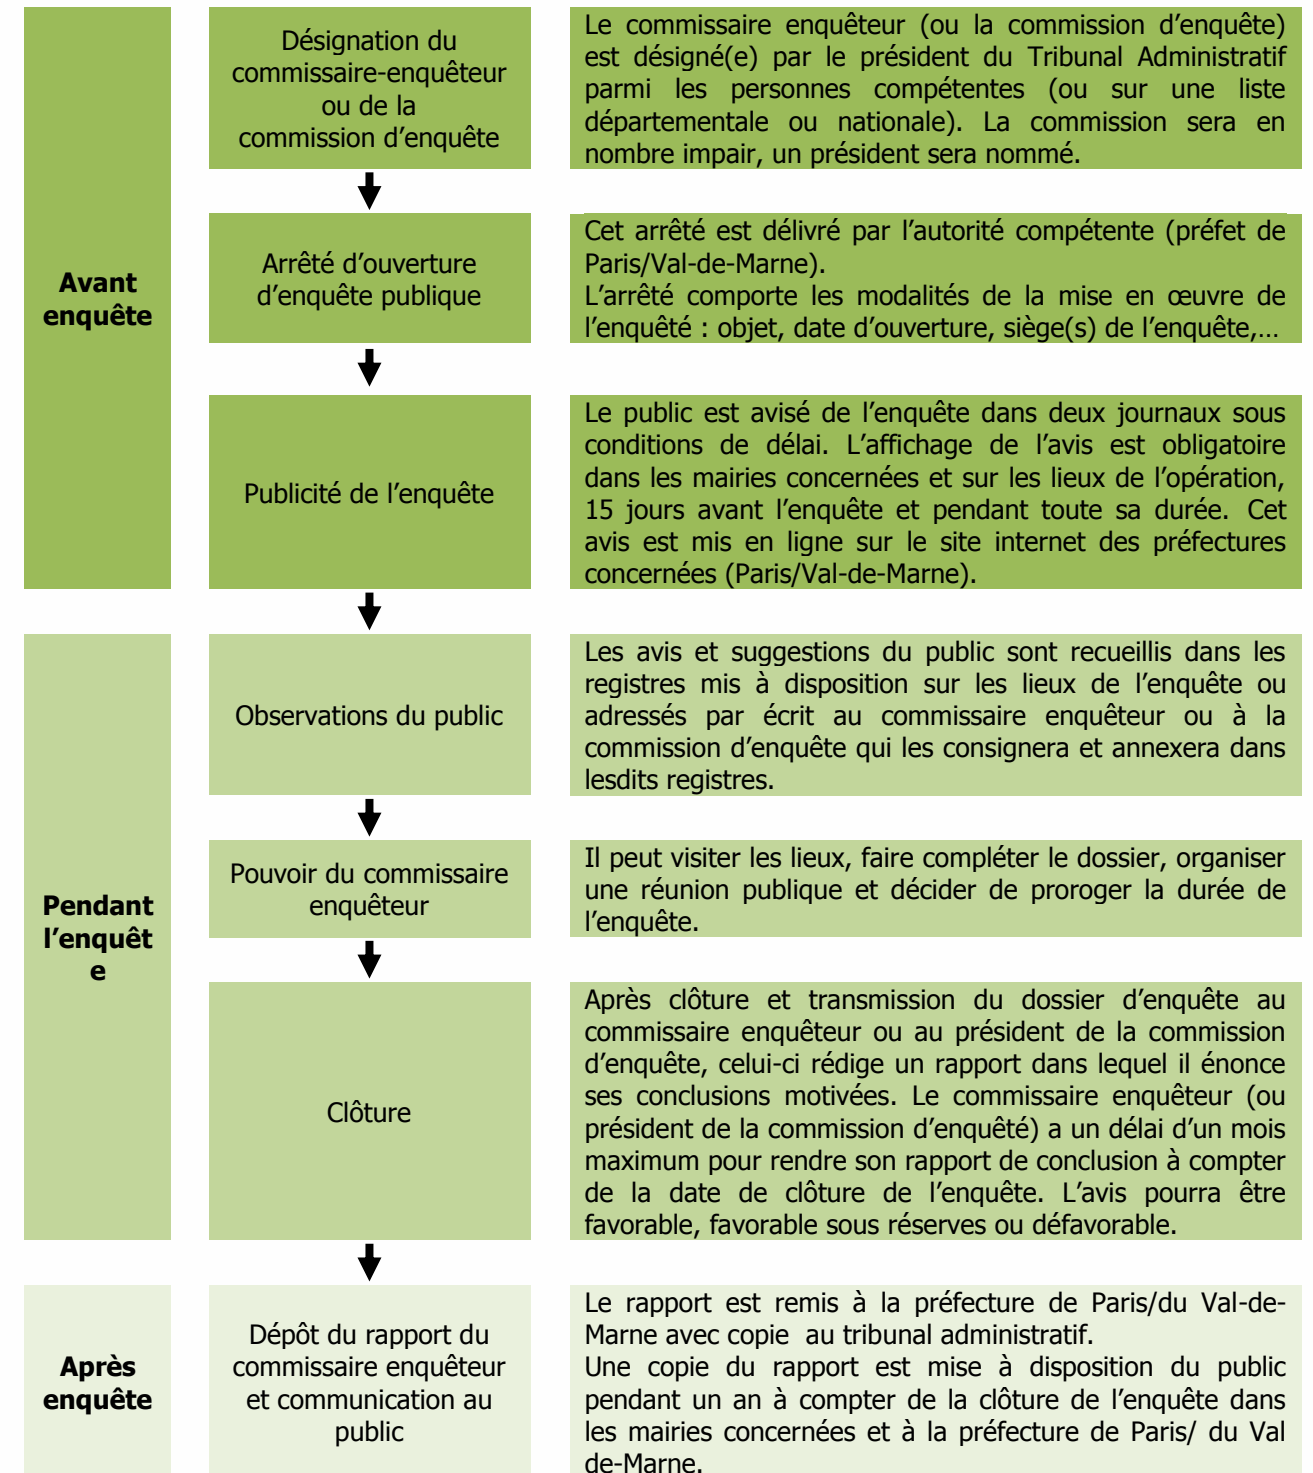 Avant
enquête
Désignation du
commissaire-enquêteur
ou de la
commission d’enquête
Le commissaire enquêteur (ou la commission d’enquête)
est désigné(e) par le président du Tribunal Administratif
parmi les personnes compétentes (ou sur une liste
départementale ou nationale). La commission sera en
nombre impair, un président sera nommé.
Arrêté d’ouverture
d’enquête publique
Cet arrêté est délivré par l’autorité compétente (préfet de
Paris/Val-de-Marne).
L’arrêté comporte les modalités de la mise en œuvre de
l’enquêté : objet, date d’ouverture, siège(s) de l’enquête,…
Publicité de l’enquête
Le public est avisé de l’enquête dans deux journaux sous
conditions de délai. L’affichage de l’avis est obligatoire
dans les mairies concernées et sur les lieux de l’opération,
15 jours avant l’enquête et pendant toute sa durée. Cet
avis est mis en ligne sur le site internet des préfectures
concernées (Paris/Val-de-Marne).
Pendant
l’enquêt
e
Observations du public
Les avis et suggestions du public sont recueillis dans les
registres mis à disposition sur les lieux de l’enquête ou
adressés par écrit au commissaire enquêteur ou à la
commission d’enquête qui les consignera et annexera dans
lesdits registres.
Pouvoir du commissaire
enquêteur
Il peut visiter les lieux, faire compléter le dossier, organiser
une réunion publique et décider de proroger la durée de
l’enquête.
Clôture
Après clôture et transmission du dossier d’enquête au
commissaire enquêteur ou au président de la commission
d’enquête, celui-ci rédige un rapport dans lequel il énonce
ses conclusions motivées. Le commissaire enquêteur (ou
président de la commission d’enquêté) a un délai d’un mois
maximum pour rendre son rapport de conclusion à compter
de la date de clôture de l’enquête. L’avis pourra être
favorable, favorable sous réserves ou défavorable.
Après
enquête
Dépôt du rapport du
commissaire enquêteur
et communication au
public
Le rapport est remis à la préfecture de Paris/du Val-de-
Marne avec copie au tribunal administratif.
Une copie du rapport est mise à disposition du public
pendant un an à compter de la clôture de l’enquête dans
les mairies concernées et à la préfecture de Paris/ du Val
de-Marne.